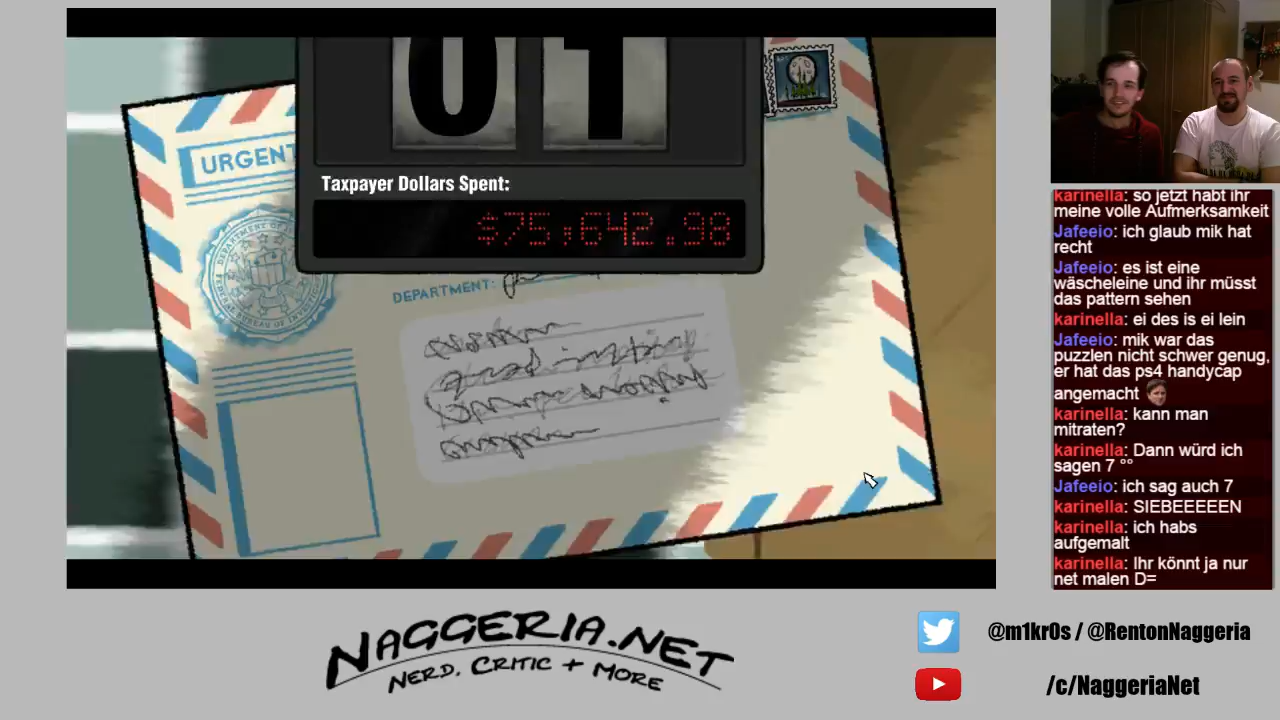 01
Taxpayer Dollars Spent:
$75,642.98
URGENT
DEPARTMENT:
karinella: so jetzt habt ihr
meine volle Aufmerksamkeit
Jafeeio: ich glaub mik hat
recht
Jafeeio: es ist eine
wäscheleine und ihr müsst
das pattern sehen
karinella: ei des is ei lein
Jafeeio: mik war das
puzzlen nicht schwer genug,
er hat das ps4 handycap
angemacht
karinella: kann man
mitraten?
karinella: Dann würd ich
sagen 7 °°
Jafeeio: ich sag auch 7
karinella: SIEBEEEEEN
karinella: ich habs
aufgemalt
karinella: Ihr könnt ja nur
net malen D=
NAGGERIA.NET
NERD, CRITIC + MORE
@m1kr0s / @RentonNaggeria
/c/NaggeriaNet